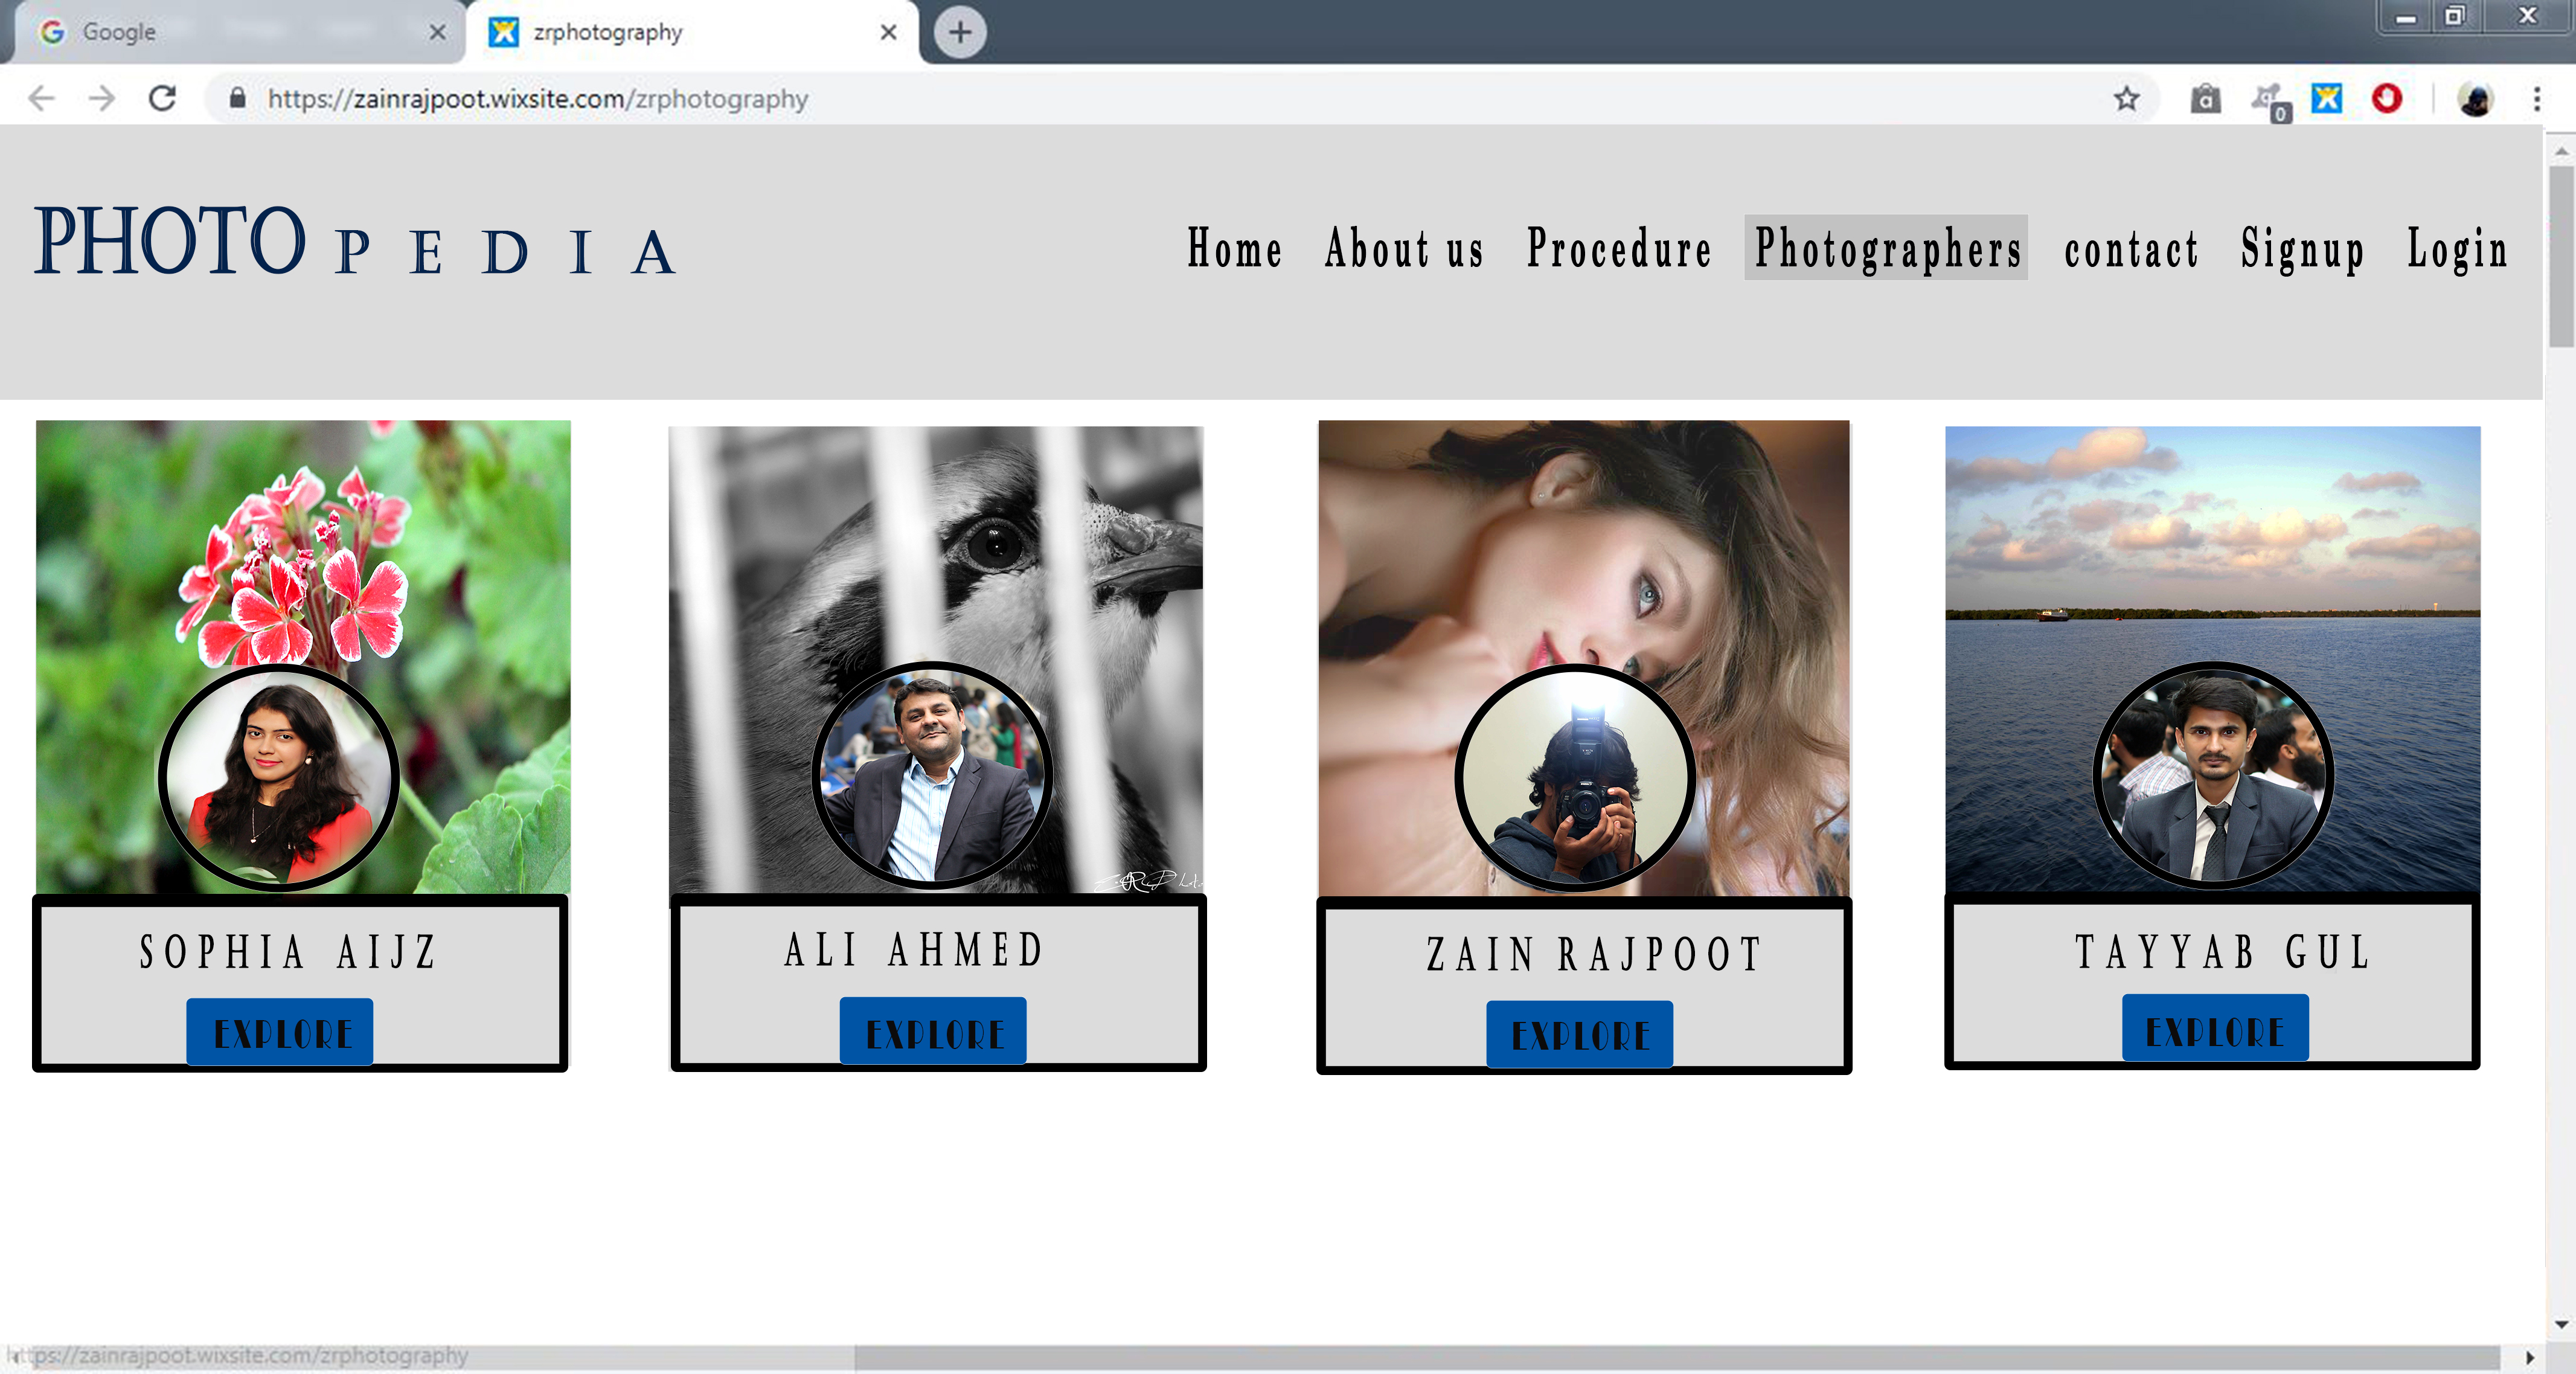 Google
zrphotography
https://zainrajpoot.wixsite.com/zrphotography
0
PHOTO PEDIA
Home About us Procedure Photographers contact Signup Login
SOPHIA AIJZ
EXPLORE
ALI AHMED
EXPLORE
ZAIN RAJPOOT
EXPLORE
TAYYAB GUL
EXPLORE
https://zainrajpoot.wixsite.com/zrphotography